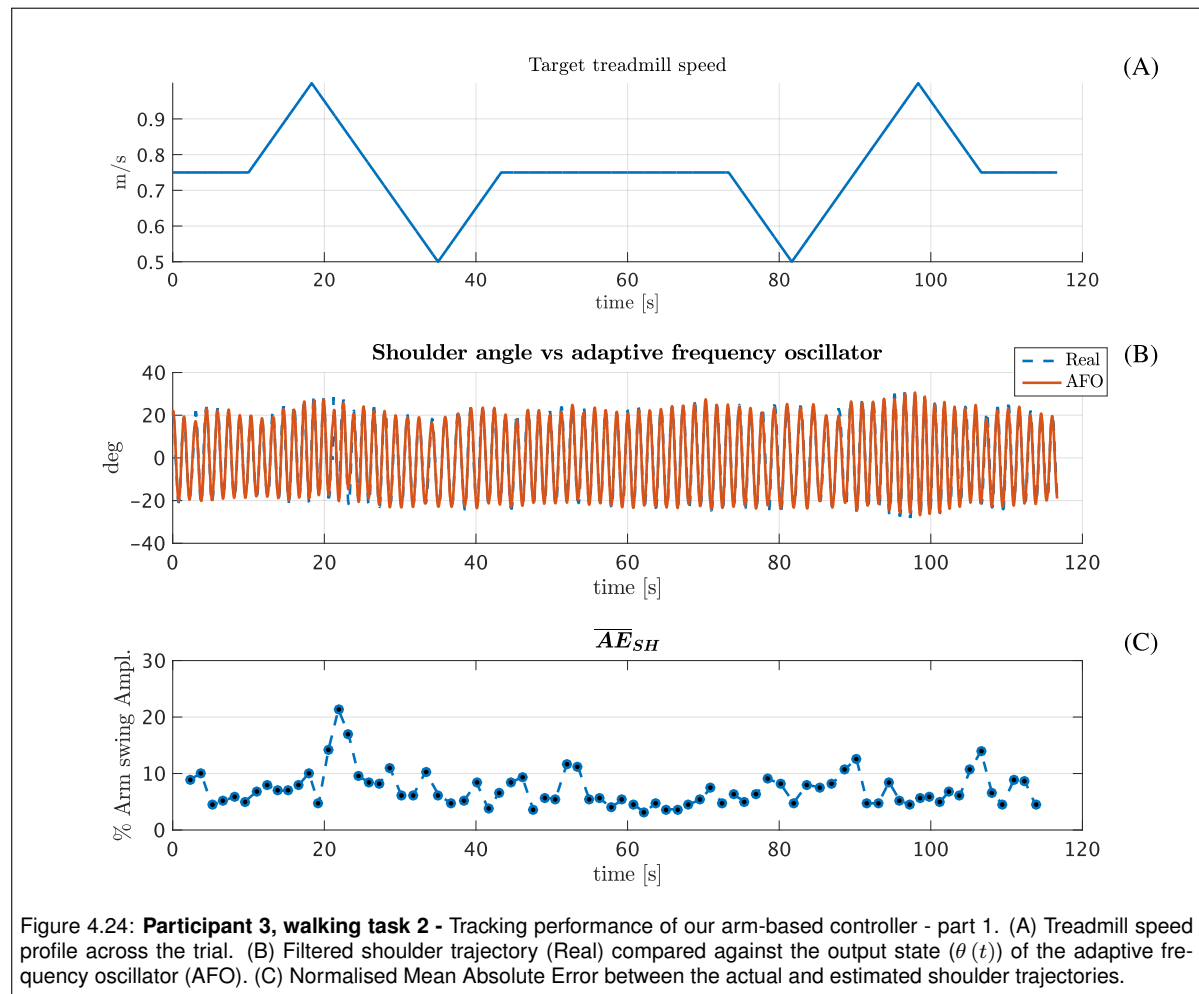 Target treadmill speed
(A)
0.9
0.8
0.7
0.6
0.5
m/s
0 20 40 60 80 100 120
time [s]
Shoulder angle vs adaptive frequency oscillator
(B)
Real
AFO
40
20
0
-20
-40
deg
0 20 40 60 80 100 120
time [s]
AE SH
(C)
30
20
10
0
% Arm swing Ampl.
0 20 40 60 80 100 120
time [s]
Figure 4.24: Participant 3, walking task 2 - Tracking performance of our arm-based controller - part 1. (A) Treadmill speed
profile across the trial. (B) Filtered shoulder trajectory (Real) compared against the output state (θ (t)) of the adaptive fre-
quency oscillator (AFO). (C) Normalised Mean Absolute Error between the actual and estimated shoulder trajectories.